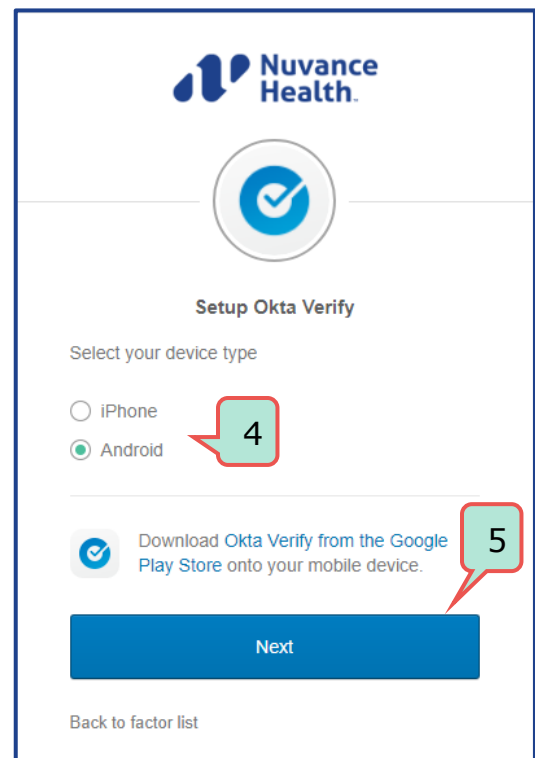 Nuvance
Health™
Setup Okta Verify
Select your device type
iPhone
Android
4
Download Okta Verify from the Google
Play Store onto your mobile device.
5
Next
Back to factor list